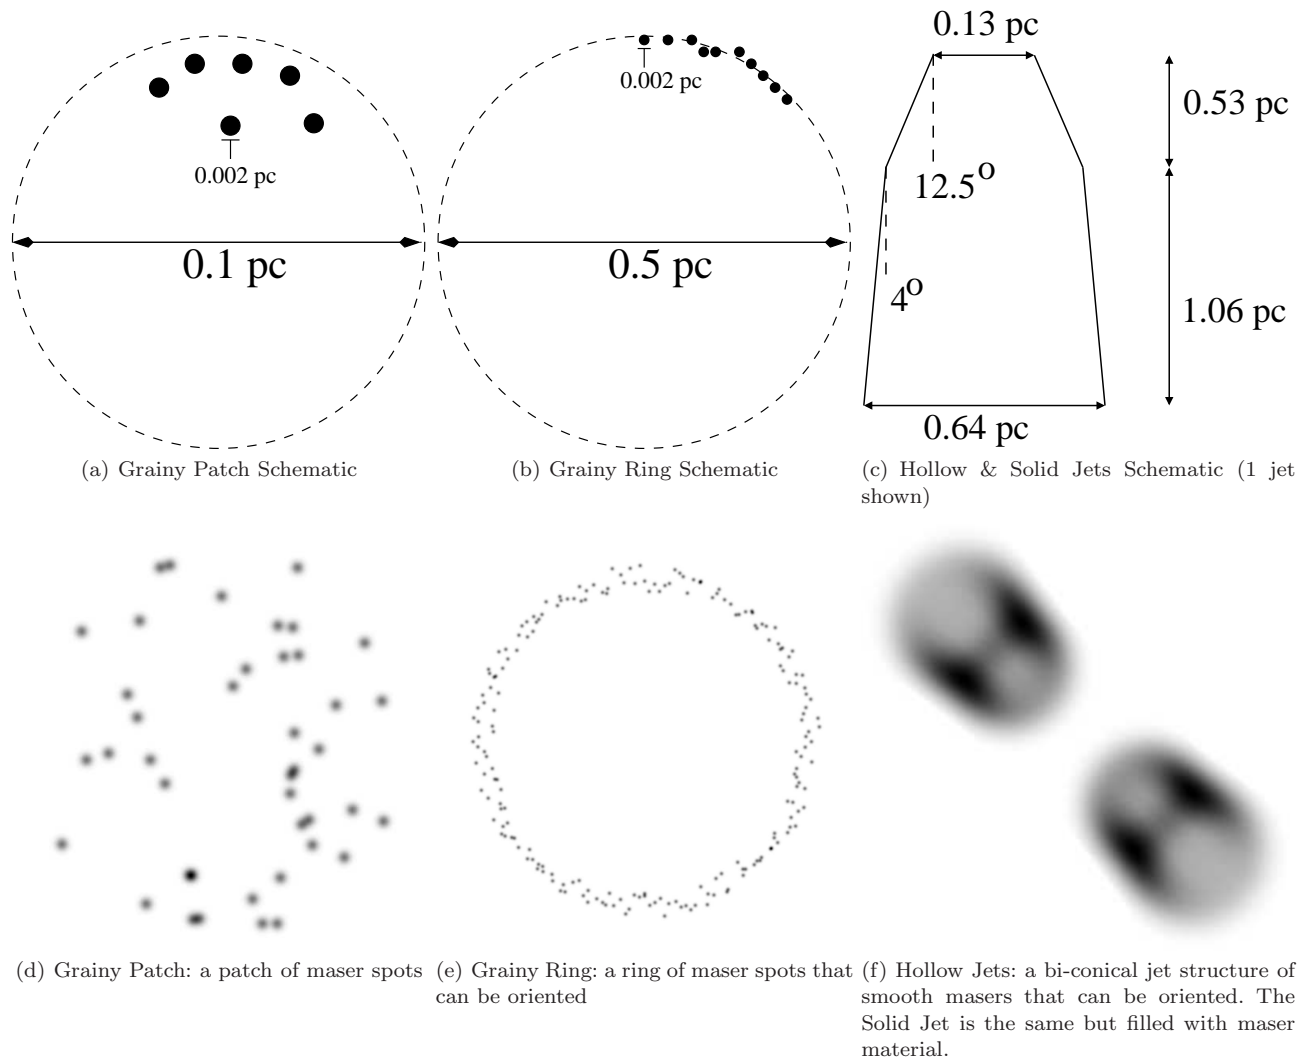 0.002 pc
0.1 pc
(a) Grainy Patch Schematic
0.002 pc
0.5 pc
(b) Grainy Ring Schematic
0.13 pc
0.53 pc
12.5o
4o
1.06 pc
0.64 pc
(c) Hollow & Solid Jets Schematic (1 jet
shown)
(d) Grainy Patch: a patch of maser spots
(e) Grainy Ring: a ring of maser spots that
can be oriented
(f) Hollow Jets: a bi-conical jet structure of
smooth masers that can be oriented. The
Solid Jet is the same but filled with maser
material.